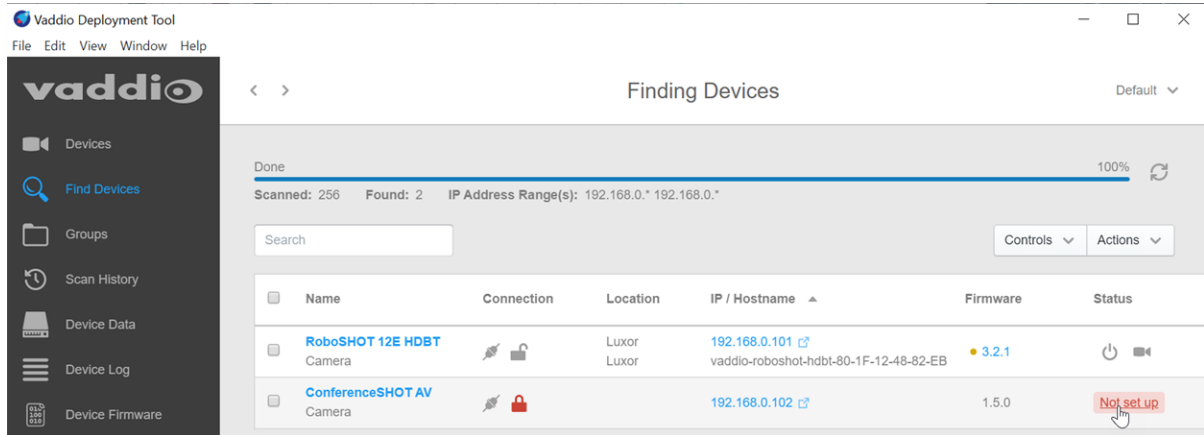 Vaddio Deployment Tool
File Edit View Window Help
vaddio
Finding Devices
Default
Devices
Find Devices
Groups
Scan History
Device Data
Device Log
Device Firmware
Done
100%
Scanned: 256 Found: 2 IP Address Range(s): 192.168.0.* 192.168.0.*
Search
Controls
Actions
Name Connection Location IP / Hostname Firmware Status
RoboSHOT 12E HDBT Luxor 192.168.0.101
Camera Luxor vaddio-roboshot-hdbt-80-1F-12-48-82-EB
3.2.1
ConferenceSHOT AV
Camera
192.168.0.102
1.5.0
Not set up